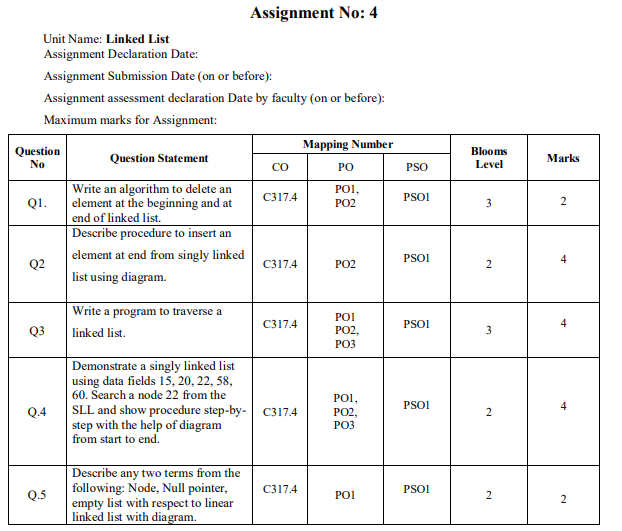 Assignment No: 4
Unit Name: Linked List
Assignment Declaration Date:
Assignment Submission Date (on or before):
Assignment assessment declaration Date by faculty (on or before):
Maximum marks for Assignment:
Question No
Question Statement
Mapping Number
Blooms Level
Marks
CO
PO
PSO
Q1.
Write an algorithm to delete an
element at the beginning and at
end of linked list.
C317.4
PO1,
PO2
PSO1
3
2
Q2
Describe procedure to insert an
element at end from singly linked
list using diagram.
C317.4
PO2
PSO1
2
4
Q3
Write a program to traverse a
linked list.
C317.4
PO1
PO2,
PO3
PSO1
3
4
Q.4
Demonstrate a singly linked list
using data fields 15, 20, 22, 58,
60. Search a node 22 from the
SLL and show procedure step-by-
step with the help of diagram
from start to end.
C317.4
PO1,
PO2,
PO3
PSO1
2
4
Q.5
Describe any two terms from the
following: Node, Null pointer,
empty list with respect to linear
linked list with diagram.
C317.4
PO1
PSO1
2
2